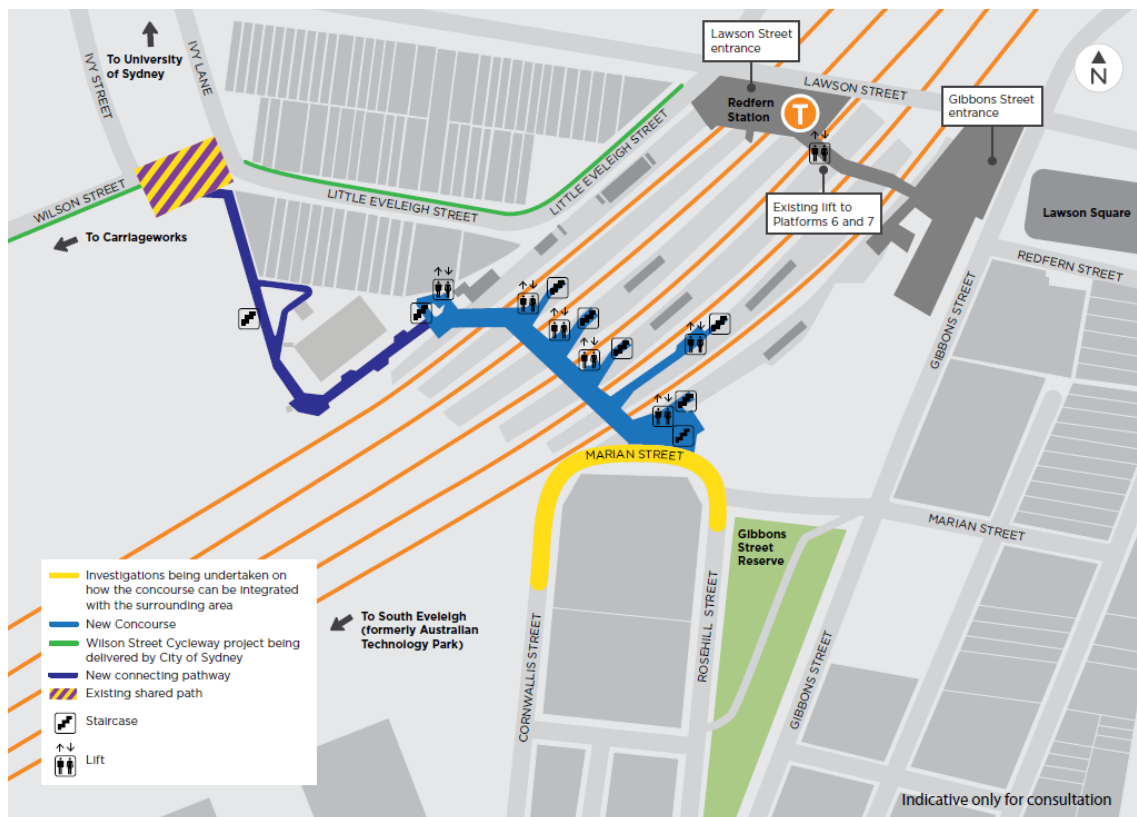 IVY STREET
To University
of Sydney
IVY LANE
Lawson Street
entrance
LAWSON STREET
N
Redfern
Station
T
Gibbons Street
entrance
WILSON STREET
To Carriageworks
LITTLE EVELEIGH STREET
LITTLE EVELEIGH STREET
Existing lift to
Platforms 6 and 7
Lawson Square
REDFERN STREET
GIBBONS STREET
MARIAN STREET
MARIAN STREET
Gibbons
Street
Reserve
To South Eveleigh
(formerly Australian
Technology Park)
CORNWALLIS STREET
ROSEHILL STREET
GIBBONS STREET
Investigations being undertaken on
how the concourse can be integrated
with the surrounding area
New Concourse
Wilson Street Cycleway project being
delivered by City of Sydney
New connecting pathway
Existing shared path
Staircase
Lift
Indicative only for consultation